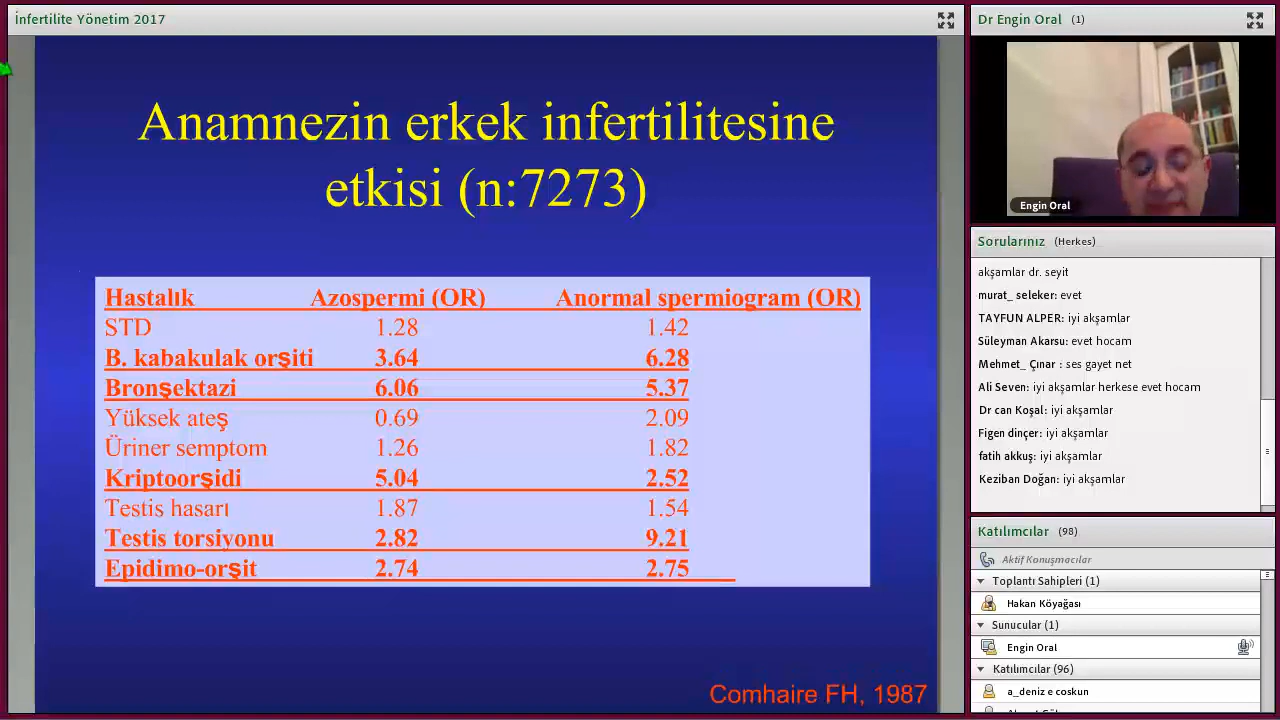 İnfertilite Yönetim 2017
Anamnezin erkek infertilitesine
etkisi (n:7273)
Hastalık Azospermi (OR) Anormal spermiogram (OR)
STD 1.28 1.42
B. kabakulak orşiti 3.64 6.28
Bronşektazi 6.06 5.37
Yüksek ateş 0.69 2.09
Üriner semptom 1.26 1.82
Kriptoorşidi 5.04 2.52
Testis hasarı 1.87 1.54
Testis torsiyonu 2.82 9.21
Epidimo-orşit 2.74 2.75
Comhaire FH, 1987
Dr Engin Oral (1)
Engin Oral
Sorularınız (Herkes)
akşamlar dr. seyit
murat_ seleker: evet
TAYFUN ALPER: iyi akşamlar
Süleyman Akarsu: evet hocam
Mehmet_ Çınar : ses gayet net
Ali Seven: iyi akşamlar herkese evet hocam
Dr can Koşal: iyi akşamlar
Figen dinçer: iyi akşamlar
fatih akkuş: iyi akşamlar
Keziban Doğan: iyi akşamlar
Katılımcılar (98)
Aktif Konuşmacılar
Toplantı Sahipleri (1)
Hakan Köyağası
Sunucular (1)
Engin Oral
Katılımcılar (96)
a_deniz e coskun